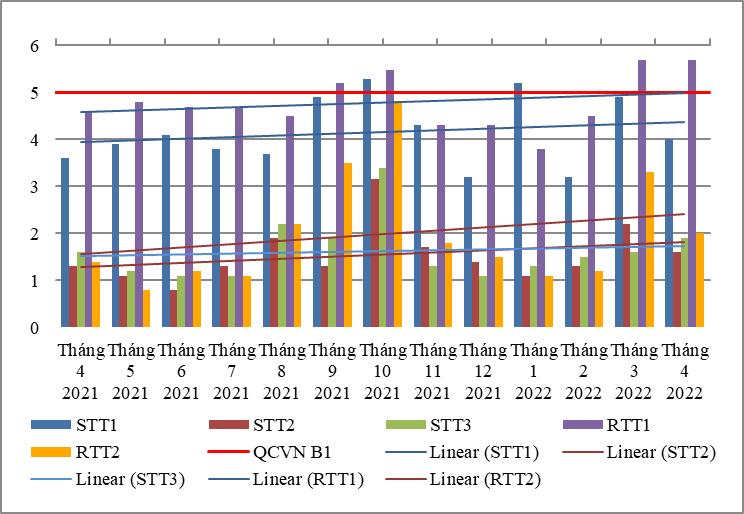 6
5
4
3
2
1
0
Tháng Tháng Tháng Tháng Tháng Tháng Tháng Tháng Tháng Tháng Tháng Tháng Tháng
4 5 6 7 8 9 10 11 12 1 2 3 4
2021 2021 2021 2021 2021 2021 2021 2021 2021 2022 2022 2022 2022
STT1 STT2 STT3 RTT1
RTT2 QCVN B1 Linear (STT1) Linear (STT2)
Linear (STT3) Linear (RTT1) Linear (RTT2)